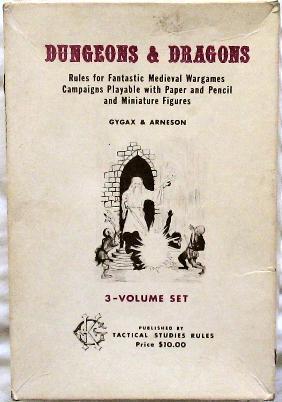 DUNGEONS & DRAGONS
Rules for Fantastic Medieval Wargames
Campaigns Playable with Paper and Pencil
and Miniature Figures
GYGAX & ARNESON
3-VOLUME SET
PUBLISHED BY
TACTICAL STUDIES RULES
Price $10.00